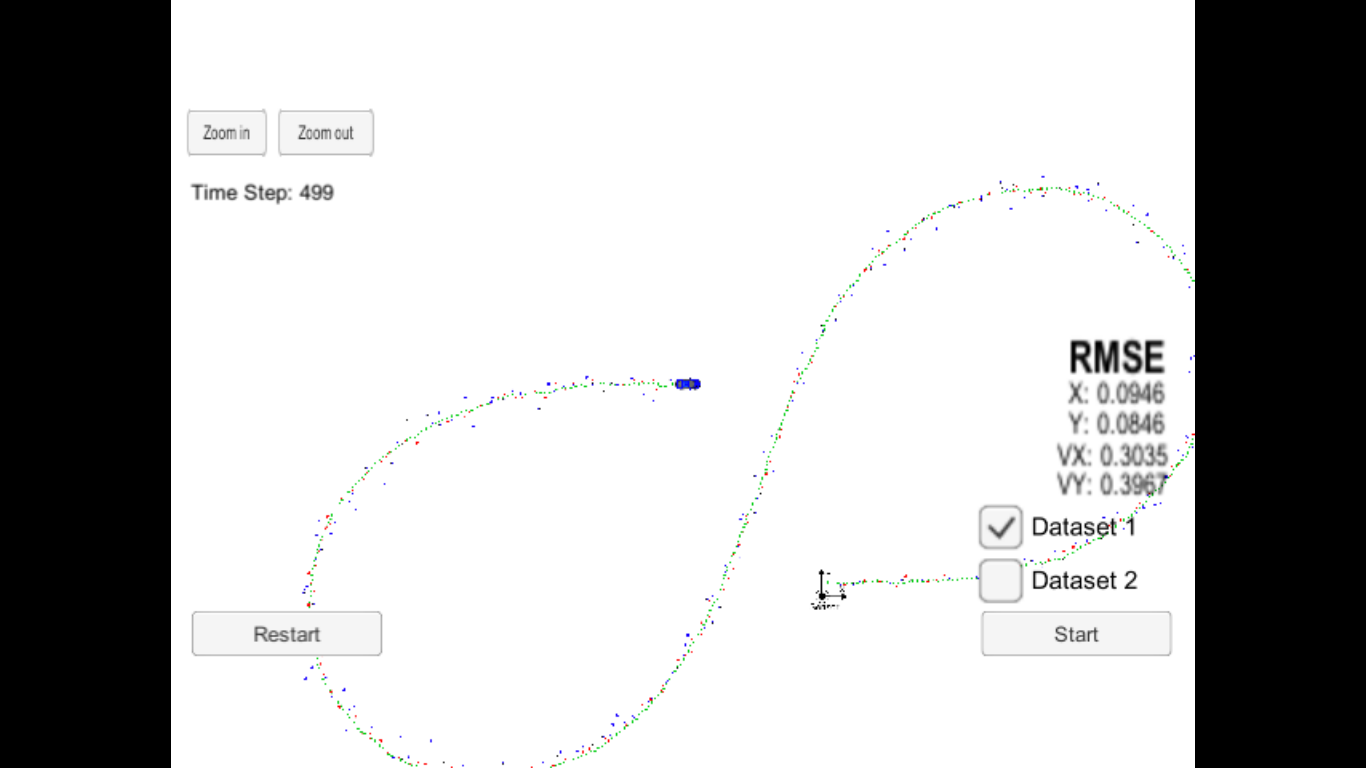 Zoom in
Zoom out
Time Step: 499
RMSE
X: 0.0946
Y: 0.0846
VX: 0.3035
VY: 0.3967
Dataset 1
Dataset 2
Restart
Start